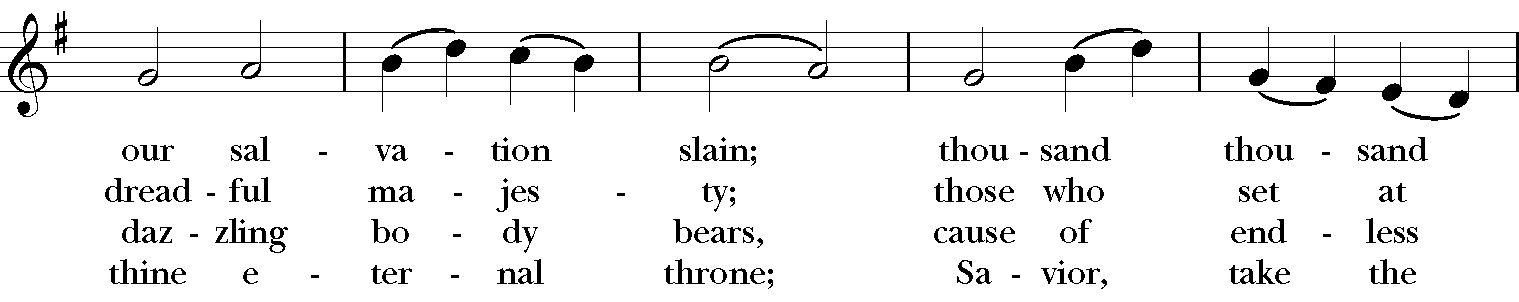 our sal - va - tion slain; thou - sand thou - sand
dread - ful ma - jes - ty; those who set at
daz - zling bo - dy bears, cause of end - less
thine e - ter - nal throne; Sa - vior, take the